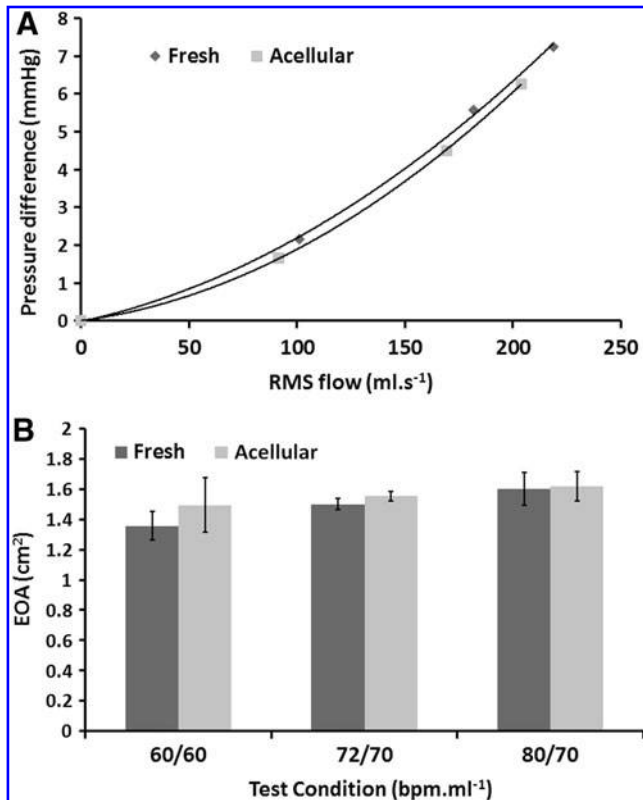 A
8
7
6
5
4
3
2
1
0
Pressure difference (mmHg)
Fresh Acellular
0 50 100 150 200 250
RMS flow (ml.s⁻¹)
B
2
1.8
1.6
1.4
1.2
1
0.8
0.6
0.4
0.2
0
EOA (cm²)
Fresh Acellular
60/60 72/70 80/70
Test Condition (bpm.ml⁻¹)